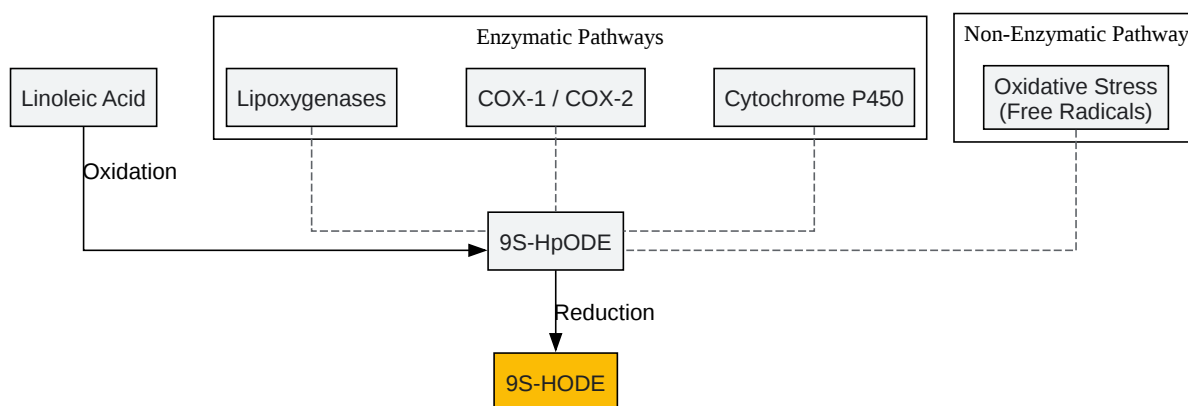 Enzymatic Pathways
Non-Enzymatic Pathway
Linoleic Acid
Lipoxygenases
COX-1 / COX-2
Cytochrome P450
Oxidative Stress
(Free Radicals)
Oxidation
9S-HpODE
Reduction
9S-HODE